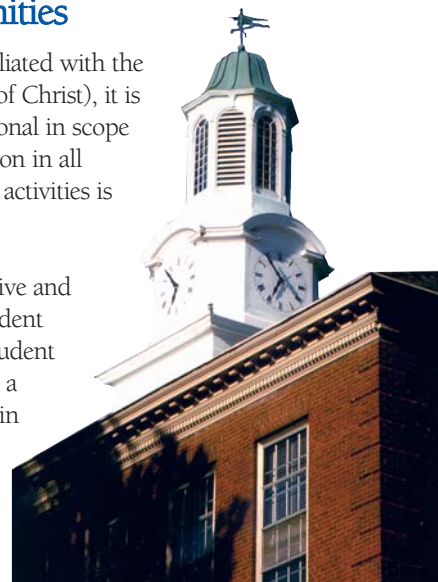 nities
liated with the
of Christ), it is
onal in scope
on in all
activities is
ive and
dent
udent
a
in